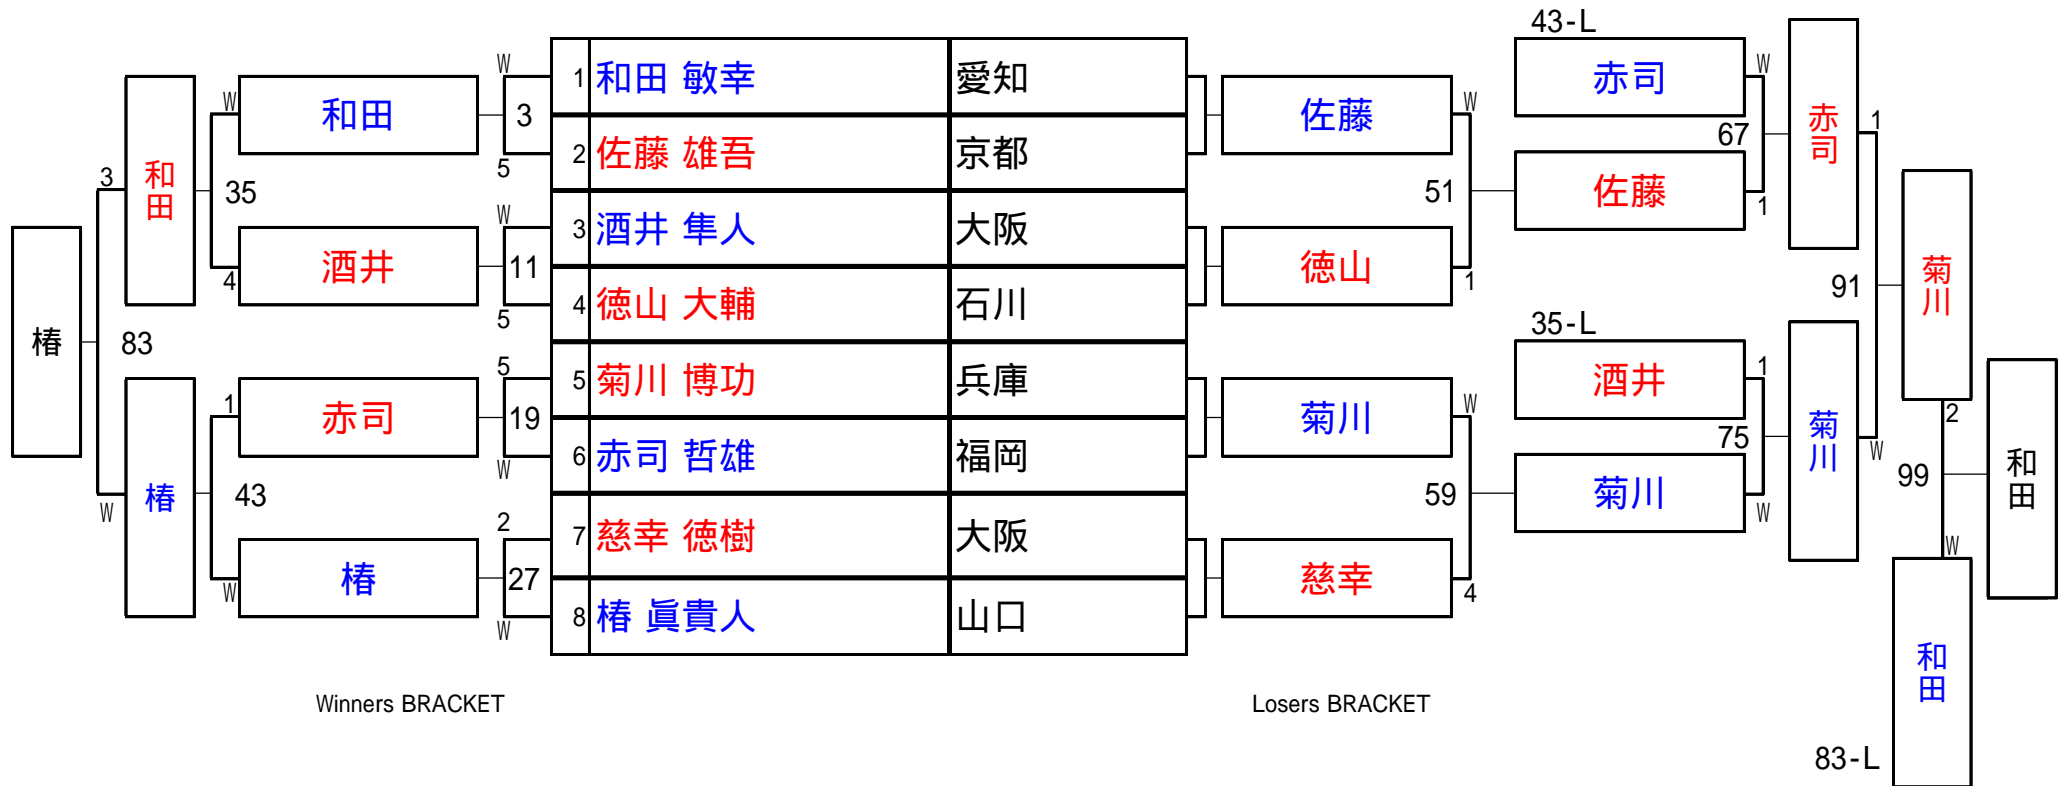 43-L
W 1 和田 敏幸 愛知 赤司 W
W 和田 3 佐藤 W 赤司 1
2 佐藤 雄吾 京都 67
3 和田 35 5 51 佐藤 1
W 3 酒井 隼人 大阪
4 酒井 11 徳山 1 91 菊川
5 4 徳山 大輔 石川
椿 83 35-L
5 5 菊川 博功 兵庫 酒井 1
1 赤司 19 菊川 W 菊川 2
W 6 赤司 哲雄 福岡 75 W 和田
W 椿 43 59 菊川 W 99
2 7 慈幸 徳樹 大阪
W 椿 27 慈幸 4 W
W 8 椿 眞貴人 山口
和田
Winners BRACKET Losers BRACKET
83-L